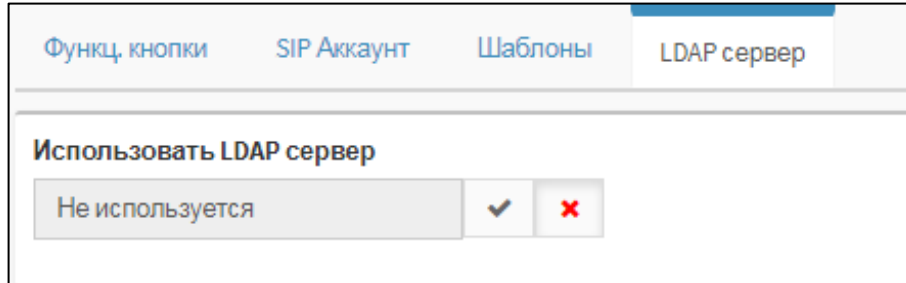 Функц. кнопки SIP Аккаунт Шаблоны LDAP сервер
Использовать LDAP сервер
Не используется